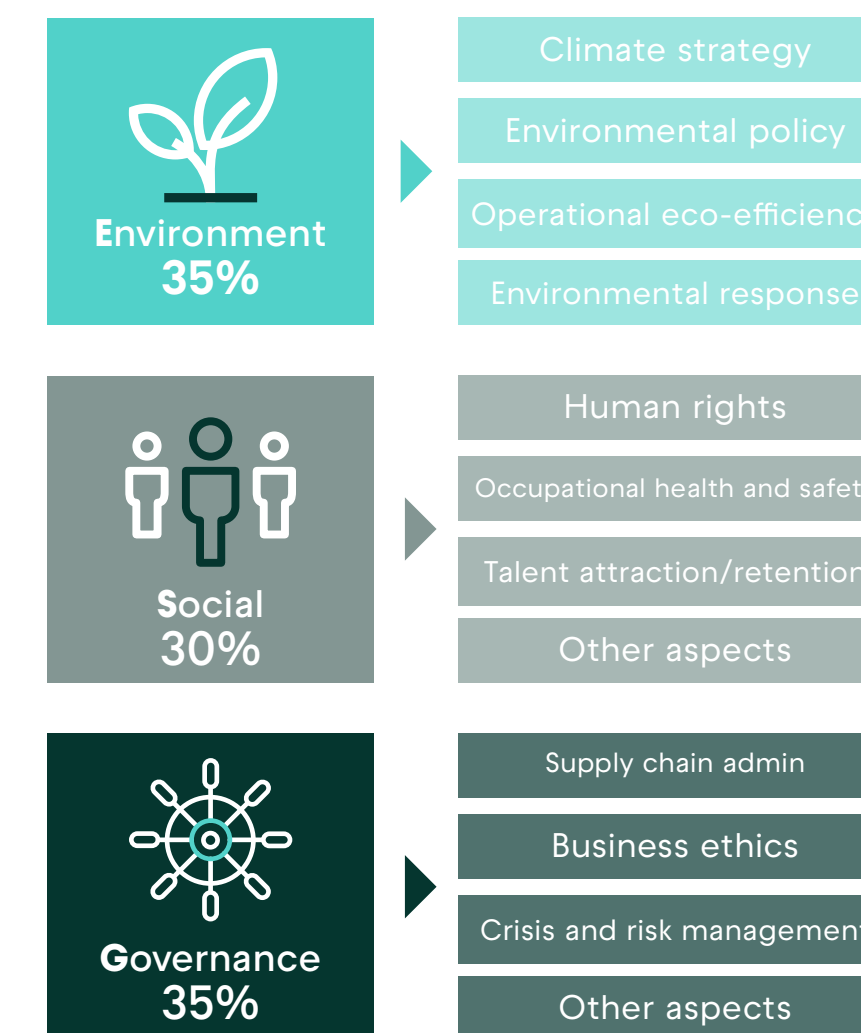 Environment
35%
Climate strategy
Environmental policy
Operational eco-efficienc
Environmental response
Social
30%
Human rights
Occupational health and safet
Talent attraction/retention
Other aspects
Governance
35%
Supply chain admin
Business ethics
Crisis and risk management
Other aspects